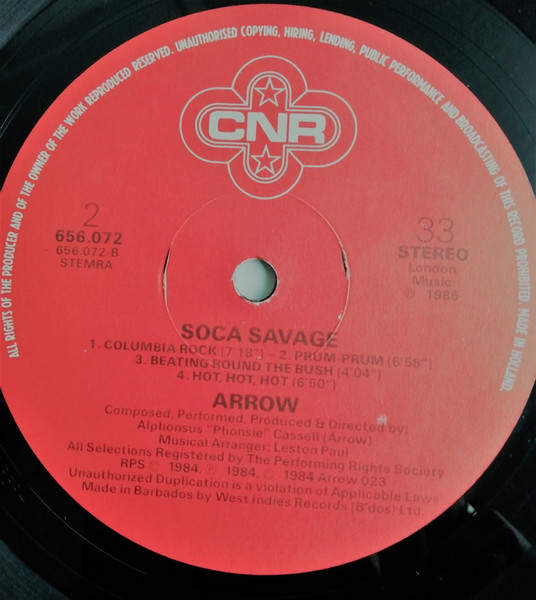 ALL RIGHTS OF THE PRODUCER AND OF THE OWNER OF THE WORK REPRODUCED RESERVED. UNAUTHORISED COPYING, HIRING, LENDING, PUBLIC PERFORMANCE AND BROADCASTING OF THIS RECORD PROHIBITED. MADE IN HOLLAND.
CNR
2
656.072
656.072-B
STEMRA
33
STEREO
London
Music
℗ 1986
SOCA SAVAGE
1. COLUMBIA ROCK (7'18") - 2. PRUM-PRUM (6'58")
3. BEATING ROUND THE BUSH (4'04")
4. HOT, HOT, HOT (6'50")
ARROW
Composed, Performed, Produced & Directed by:
Alphonsus "Phonsie" Cassell (Arrow)
Musical Arranger: Leston Paul
All Selections Registered by The Performing Rights Society
RPS © 1984, ℗ 1984, © 1984 Arrow 023
Unauthorized Duplication is a violation of Applicable Laws
Made in Barbados by West Indies Records (B'dos) Ltd.